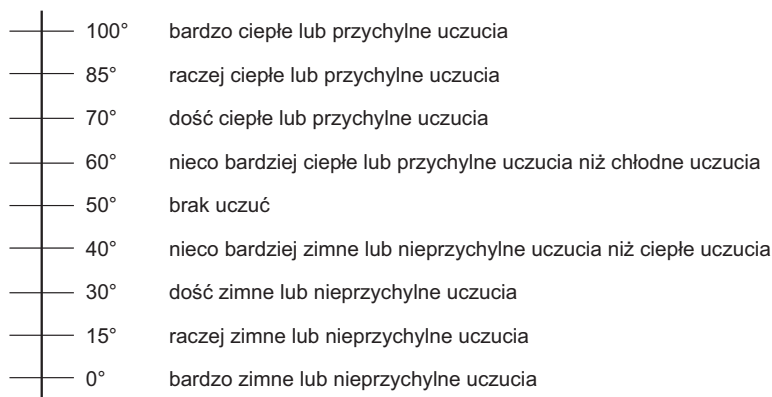 100° bardzo ciepłe lub przychylne uczucia
85° raczej ciepłe lub przychylne uczucia
70° dość ciepłe lub przychylne uczucia
60° nieco bardziej ciepłe lub przychylne uczucia niż chłodne uczucia
50° brak uczuć
40° nieco bardziej zimne lub nieprzychylne uczucia niż ciepłe uczucia
30° dość zimne lub nieprzychylne uczucia
15° raczej zimne lub nieprzychylne uczucia
0° bardzo zimne lub nieprzychylne uczucia